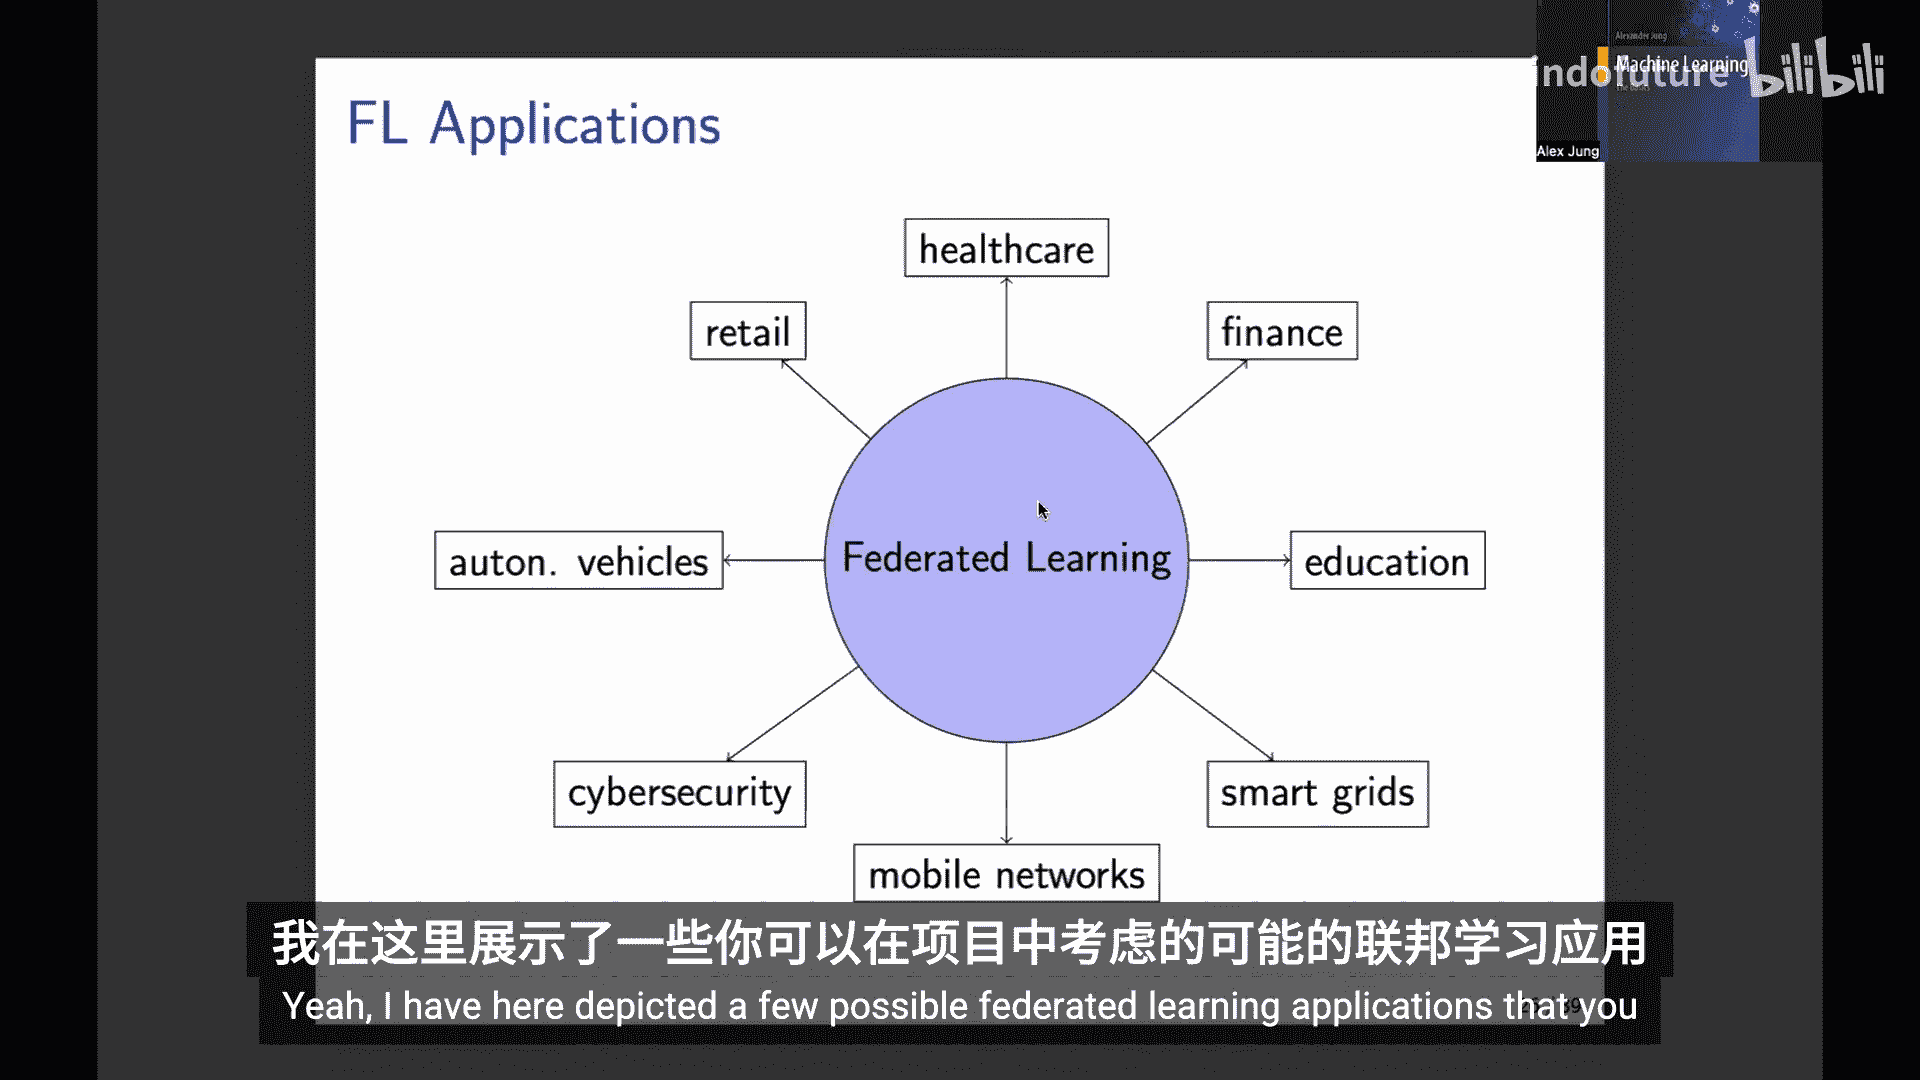 FL Applications
Alexander Jung
Machine Learning
indofuture bilibili
Alex Jung
healthcare
retail
finance
auton. vehicles
Federated Learning
education
cybersecurity
smart grids
mobile networks
我在这里展示了一些你可以在项目中考虑的可能的联邦学习应用
Yeah, I have here depicted a few possible federated learning applications that you